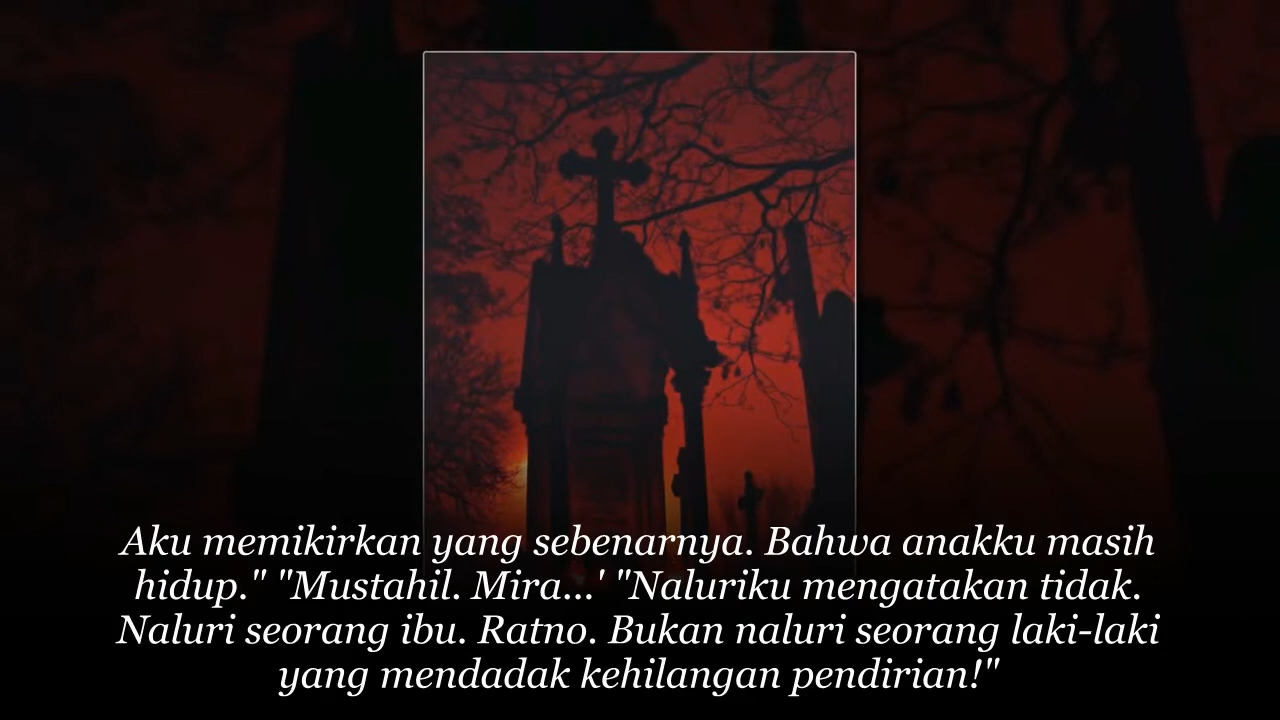 Aku memikirkan yang sebenarnya. Bahwa anakku masih
hidup." "Mustahil. Mira...' "Naluriku mengatakan tidak.
Naluri seorang ibu. Ratno. Bukan naluri seorang laki-laki
yang mendadak kehilangan pendirian!"